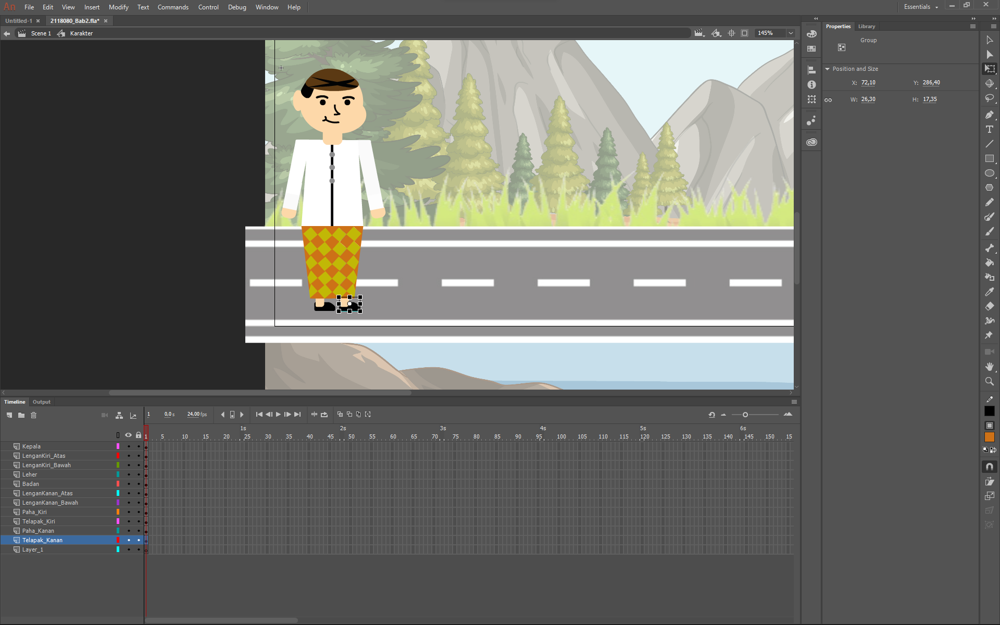 An File Edit View Insert Modify Text Commands Control Debug Window Help Essentials
Untitled-1 × 2118080_Bab2.fla* ×
Scene 1 Karakter 145%
Properties Library
Group
Position and Size
X: 72,10 Y: 286,40
W: 26,30 H: 17,35
Timeline Output
1 0,0 s 24,00 fps
1s 2s 3s 4s 5s 6s
1 5 10 15 20 25 30 35 40 45 50 55 60 65 70 75 80 85 90 95 100 105 110 115 120 125 130 135 140 145 150 15
Kepala
LenganKiri_Atas
LenganKiri_Bawah
Leher
Badan
LenganKanan_Atas
LenganKanan_Bawah
Paha_Kiri
Telapak_Kiri
Paha_Kanan
Telapak_Kanan
Layer_1